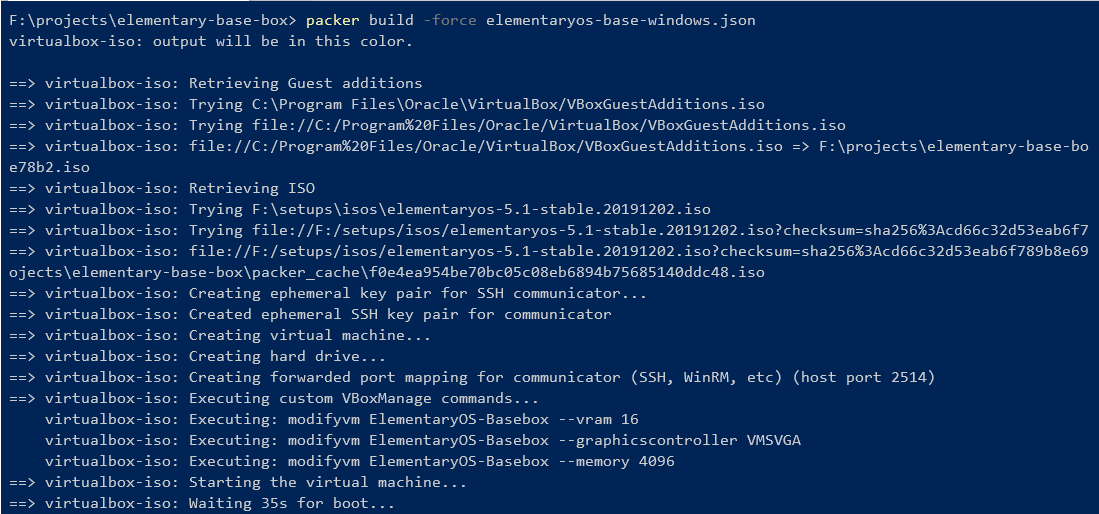 F:\projects\elementary-base-box> packer build -force elementaryos-base-windows.json
virtualbox-iso: output will be in this color.
==> virtualbox-iso: Retrieving Guest additions
==> virtualbox-iso: Trying C:\Program Files\Oracle\VirtualBox/VBoxGuestAdditions.iso
==> virtualbox-iso: Trying file://C:/Program%20Files/Oracle/VirtualBox/VBoxGuestAdditions.iso
==> virtualbox-iso: file://C:/Program%20Files/Oracle/VirtualBox/VBoxGuestAdditions.iso => F:\projects\elementary-base-bo
e78b2.iso
==> virtualbox-iso: Retrieving ISO
==> virtualbox-iso: Trying F:\setups\isos\elementaryos-5.1-stable.20191202.iso
==> virtualbox-iso: Trying file://F:/setups/isos/elementaryos-5.1-stable.20191202.iso?checksum=sha256%3Acd66c32d53eab6f7
==> virtualbox-iso: file://F:/setups/isos/elementaryos-5.1-stable.20191202.iso?checksum=sha256%3Acd66c32d53eab6f789b8e69
ojects\elementary-base-box\packer_cache\f0e4ea954be70bc05c08eb6894b75685140ddc48.iso
==> virtualbox-iso: Creating ephemeral key pair for SSH communicator...
==> virtualbox-iso: Created ephemeral SSH key pair for communicator
==> virtualbox-iso: Creating virtual machine...
==> virtualbox-iso: Creating hard drive...
==> virtualbox-iso: Creating forwarded port mapping for communicator (SSH, WinRM, etc) (host port 2514)
==> virtualbox-iso: Executing custom VBoxManage commands...
    virtualbox-iso: Executing: modifyvm ElementaryOS-Basebox --vram 16
    virtualbox-iso: Executing: modifyvm ElementaryOS-Basebox --graphicscontroller VMSVGA
    virtualbox-iso: Executing: modifyvm ElementaryOS-Basebox --memory 4096
==> virtualbox-iso: Starting the virtual machine...
==> virtualbox-iso: Waiting 35s for boot...